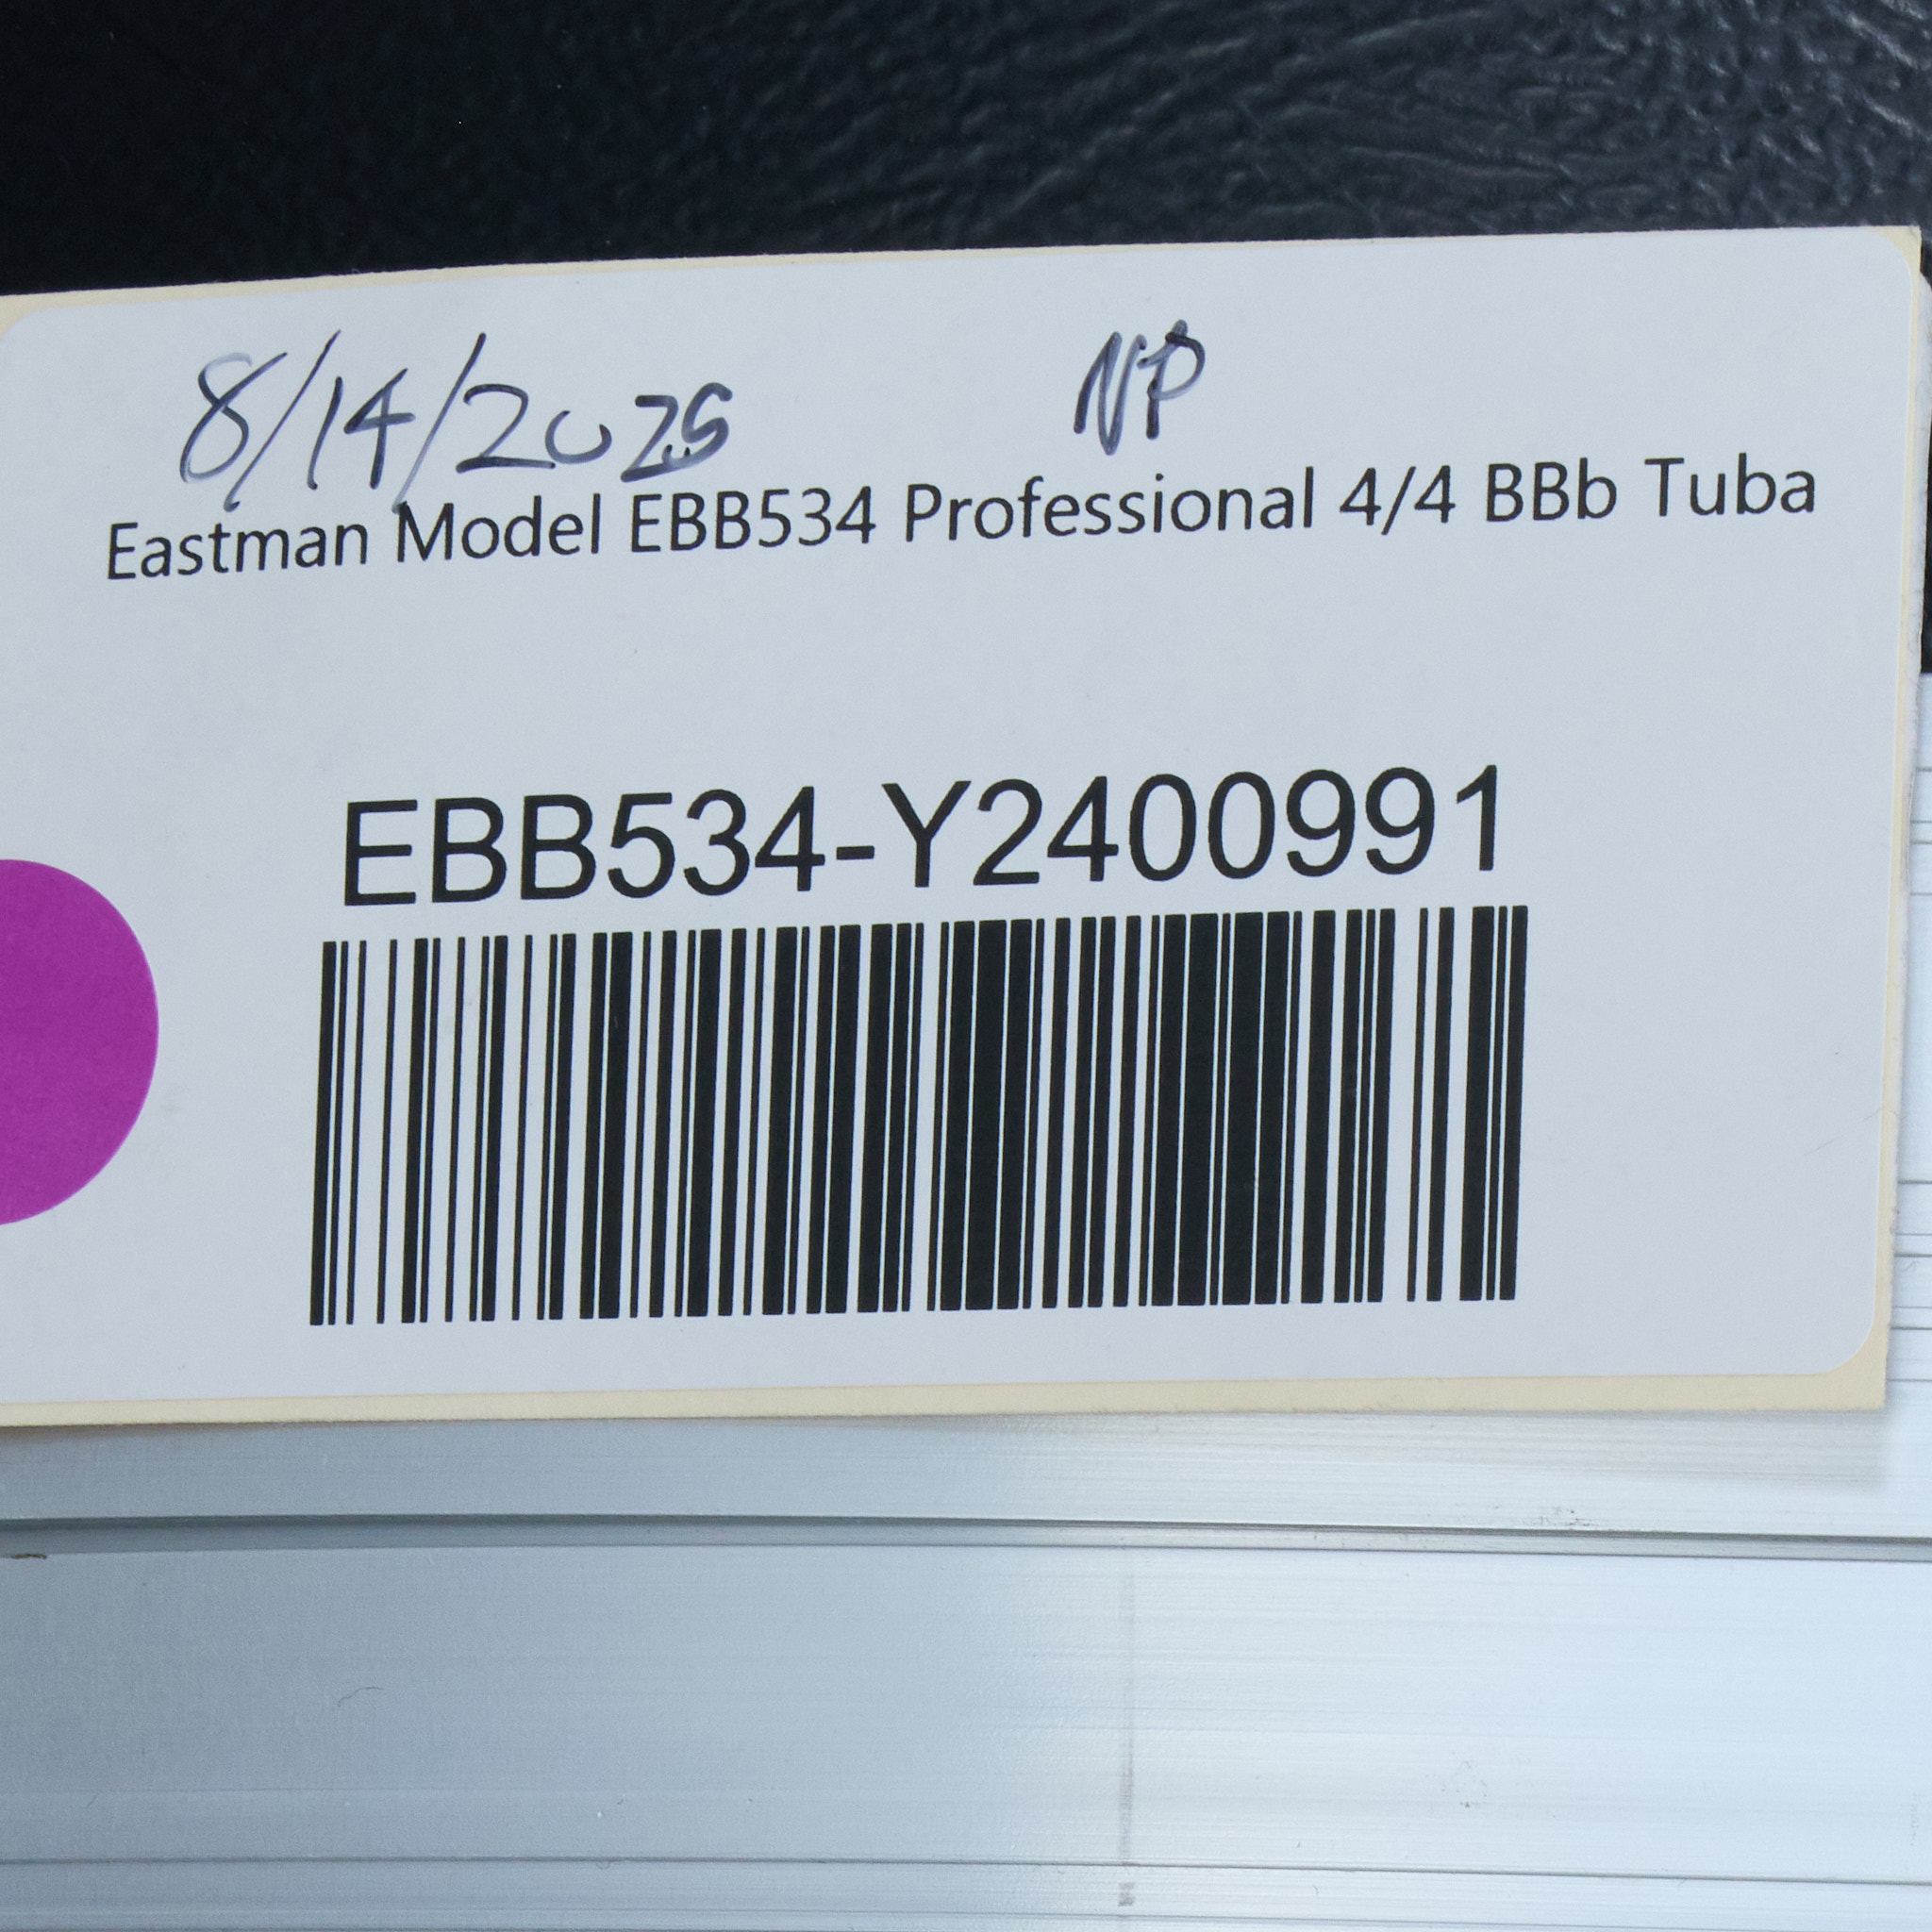 8/14/2025 NP
Eastman Model EBB534 Professional 4/4 BBb Tuba
EBB534-Y2400991